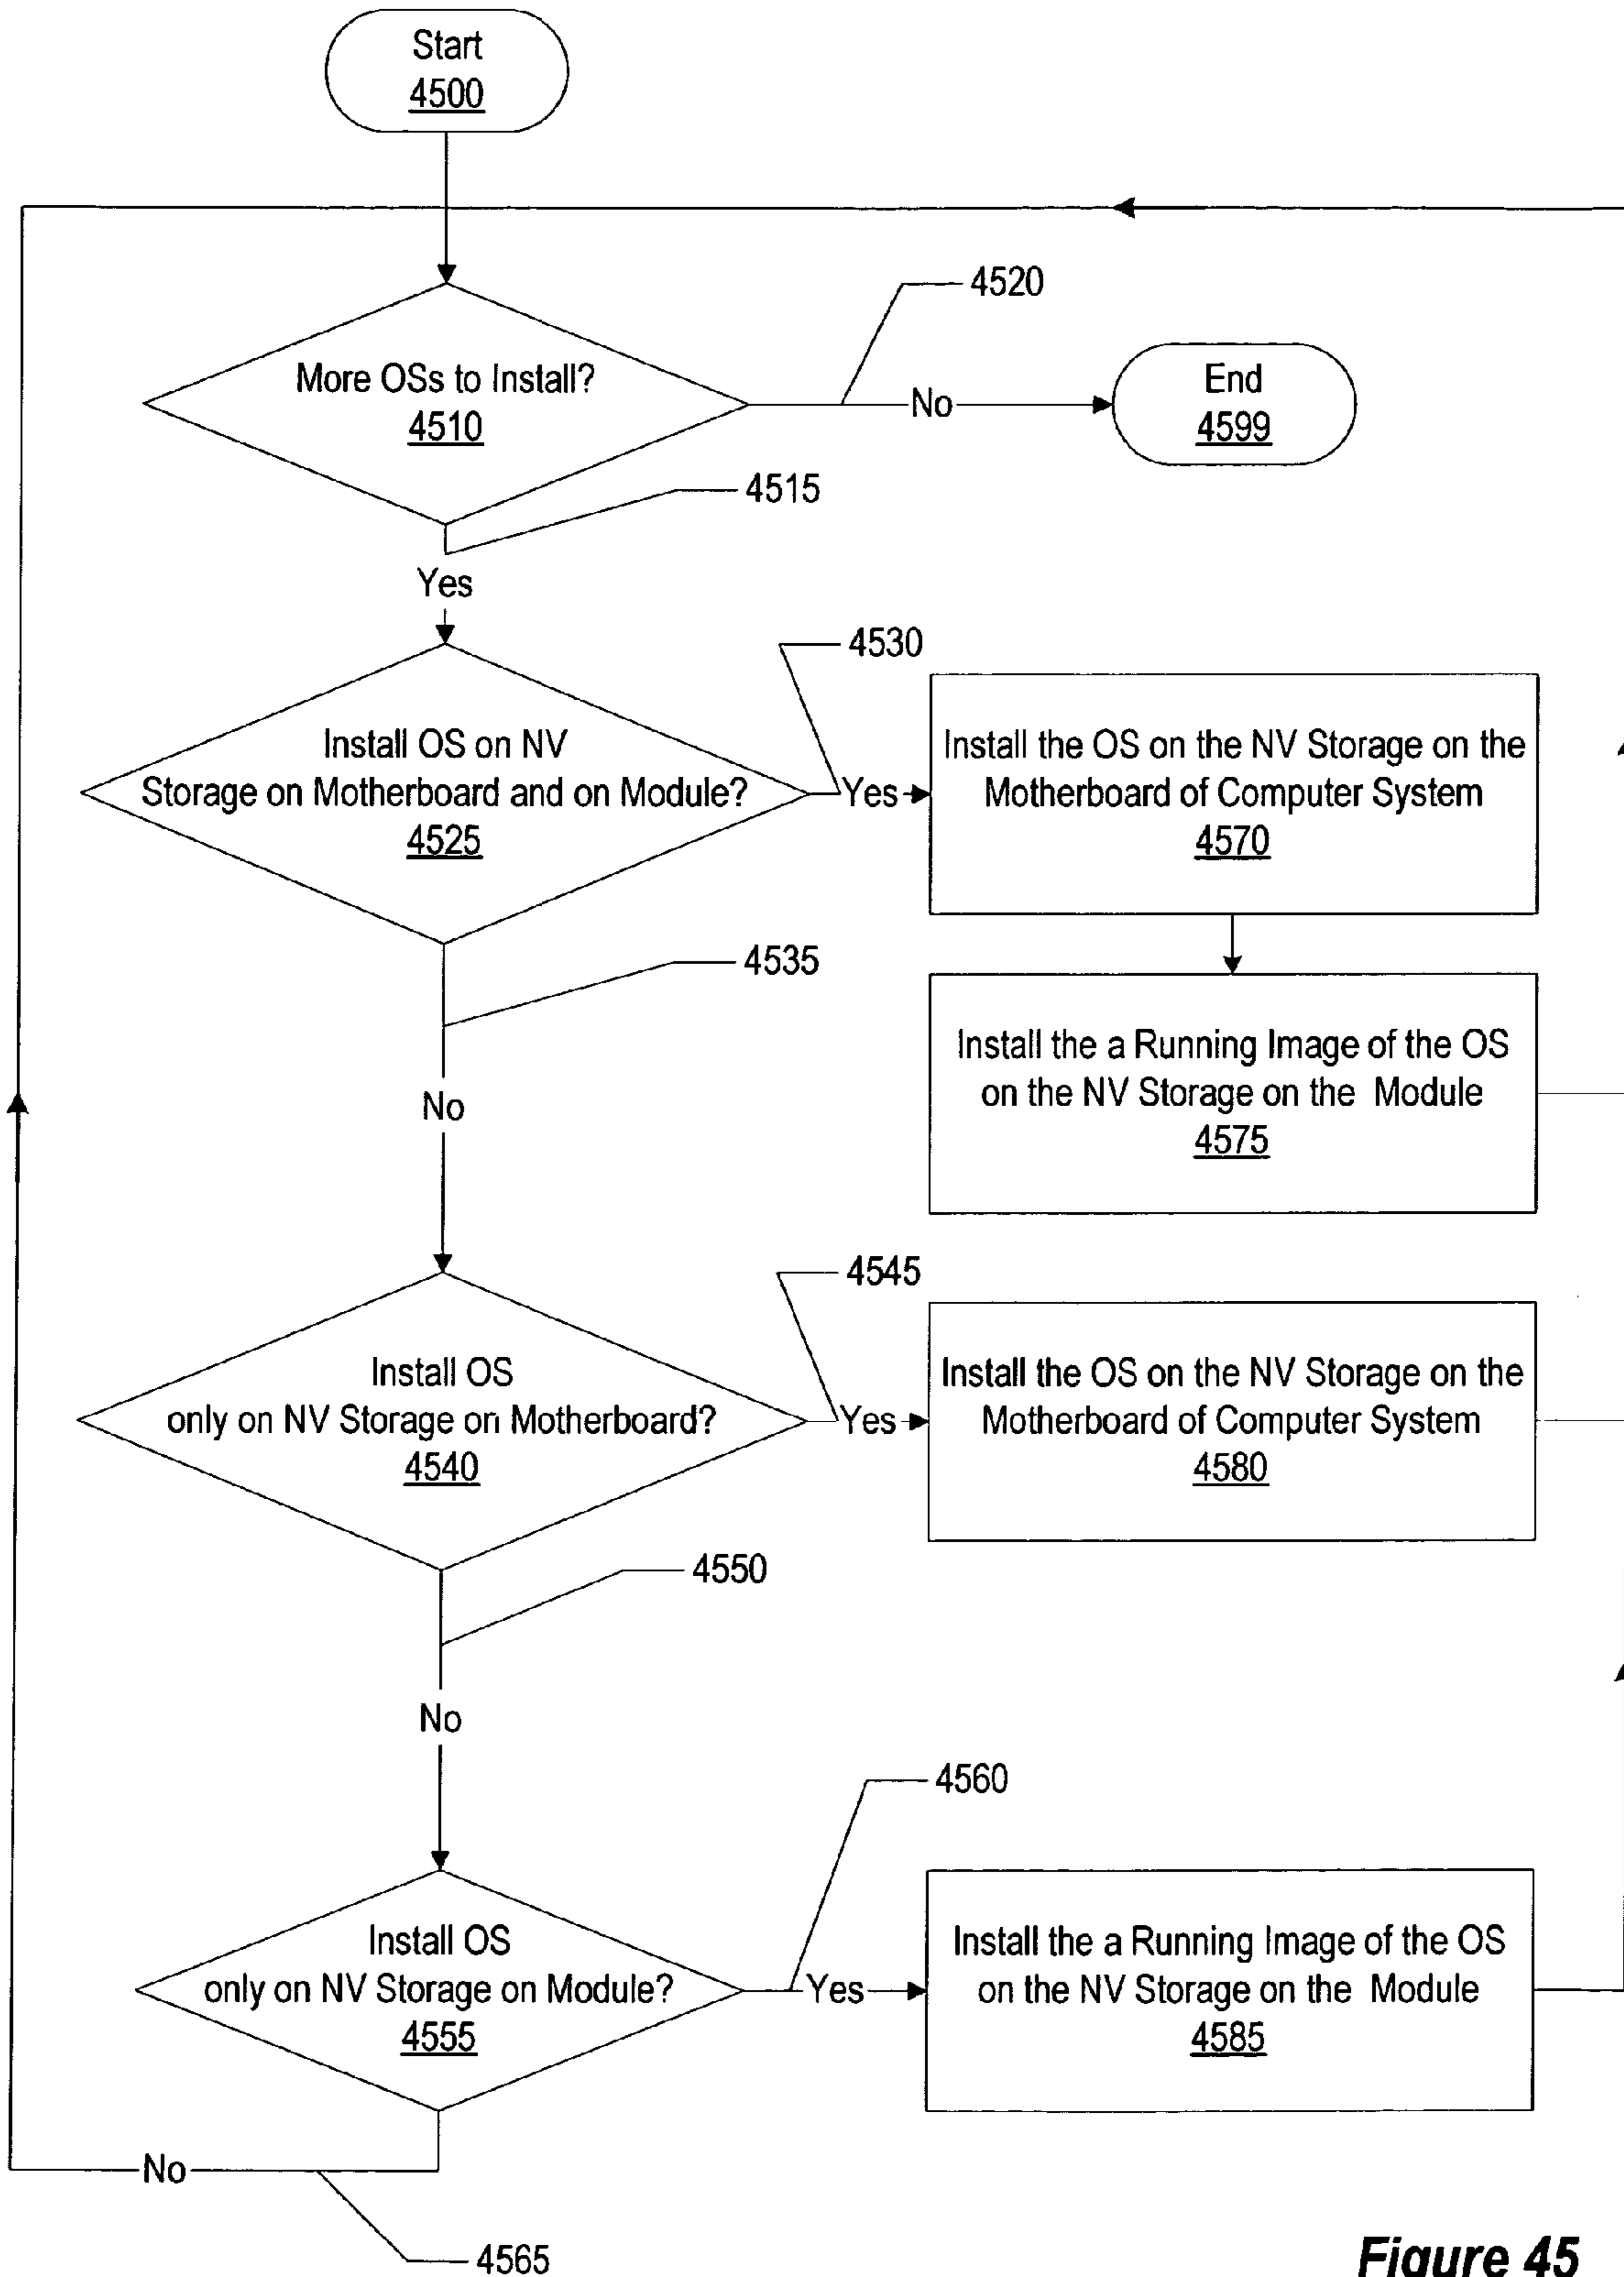 Start
4500
4520
More OSs to Install?
4510
No
End
4599
4515
Yes
4530
Install OS on NV
Storage on Motherboard and on Module?
4525
Yes
Install the OS on the NV Storage on the
Motherboard of Computer System
4570
4535
Install the a Running Image of the OS
on the NV Storage on the Module
4575
No
4545
Install OS
only on NV Storage on Motherboard?
4540
Yes
Install the OS on the NV Storage on the
Motherboard of Computer System
4580
4550
No
4560
Install OS
only on NV Storage on Module?
4555
Yes
Install the a Running Image of the OS
on the NV Storage on the Module
4585
No
4565
Figure 45